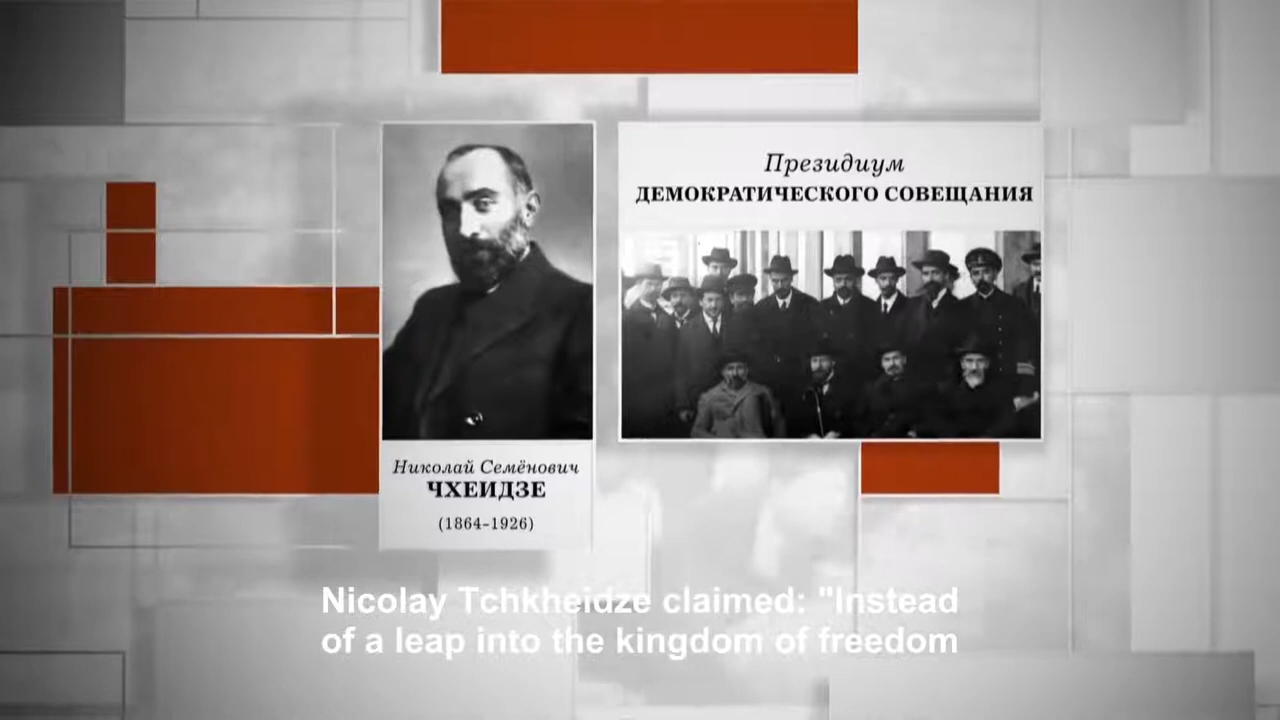 Президиум
ДЕМОКРАТИЧЕСКОГО СОВЕЩАНИЯ
Николай Семёнович
ЧХЕИДЗЕ
(1864–1926)
Nicolay Tchkheidze claimed: "Instead
of a leap into the kingdom of freedom